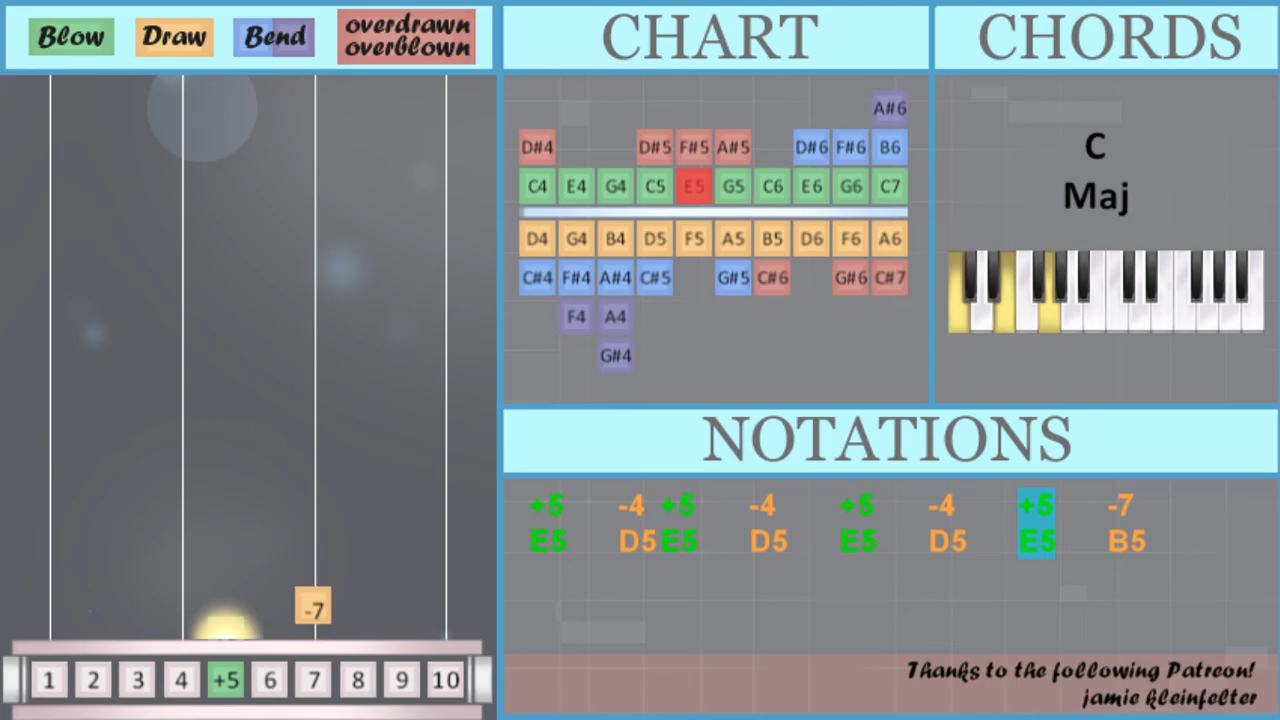 Blow Draw Bend overdrawn
overblown
CHART
CHORDS
A#6
D#4 D#5 F#5 A#5 D#6 F#6 B6
C4 E4 G4 C5 E5 G5 C6 E6 G6 C7
D4 G4 B4 D5 F5 A5 B5 D6 F6 A6
C#4 F#4 A#4 C#5 G#5 C#6 G#6 C#7
F4 A4
G#4
C
Maj
NOTATIONS
+5 -4 +5 -4 +5 -4 +5 -7
E5 D5 E5 D5 E5 D5 E5 B5
-7
1 2 3 4 +5 6 7 8 9 10
Thanks to the following Patreon!
jamie kleinfelter